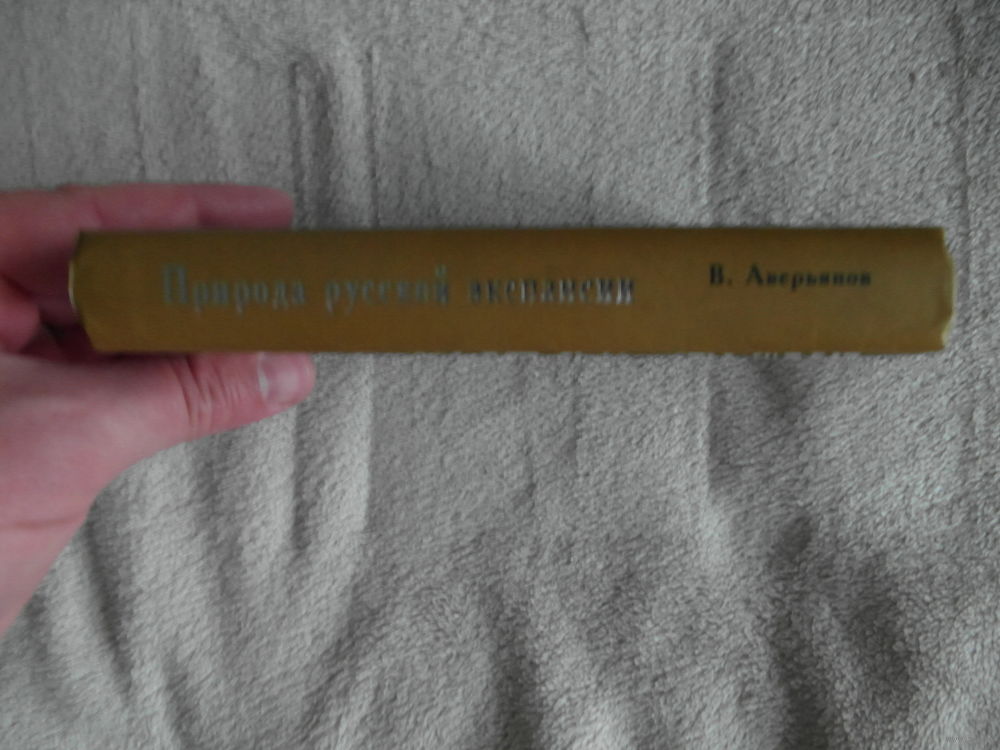 Природа русской экспансии
В. Аверьянов